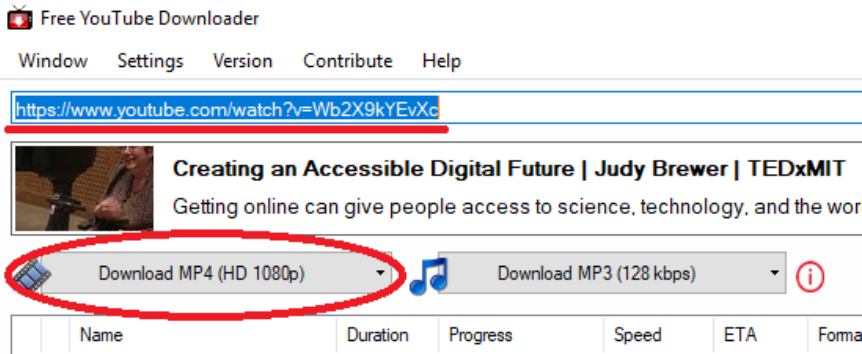 Free YouTube Downloader
Window Settings Version Contribute Help
https://www.youtube.com/watch?v=Wb2X9kYEvXc
Creating an Accessible Digital Future | Judy Brewer | TEDxMIT
Getting online can give people access to science, technology, and the wor
Download MP4 (HD 1080p) Download MP3 (128 kbps)
Name Duration Progress Speed ETA Forma